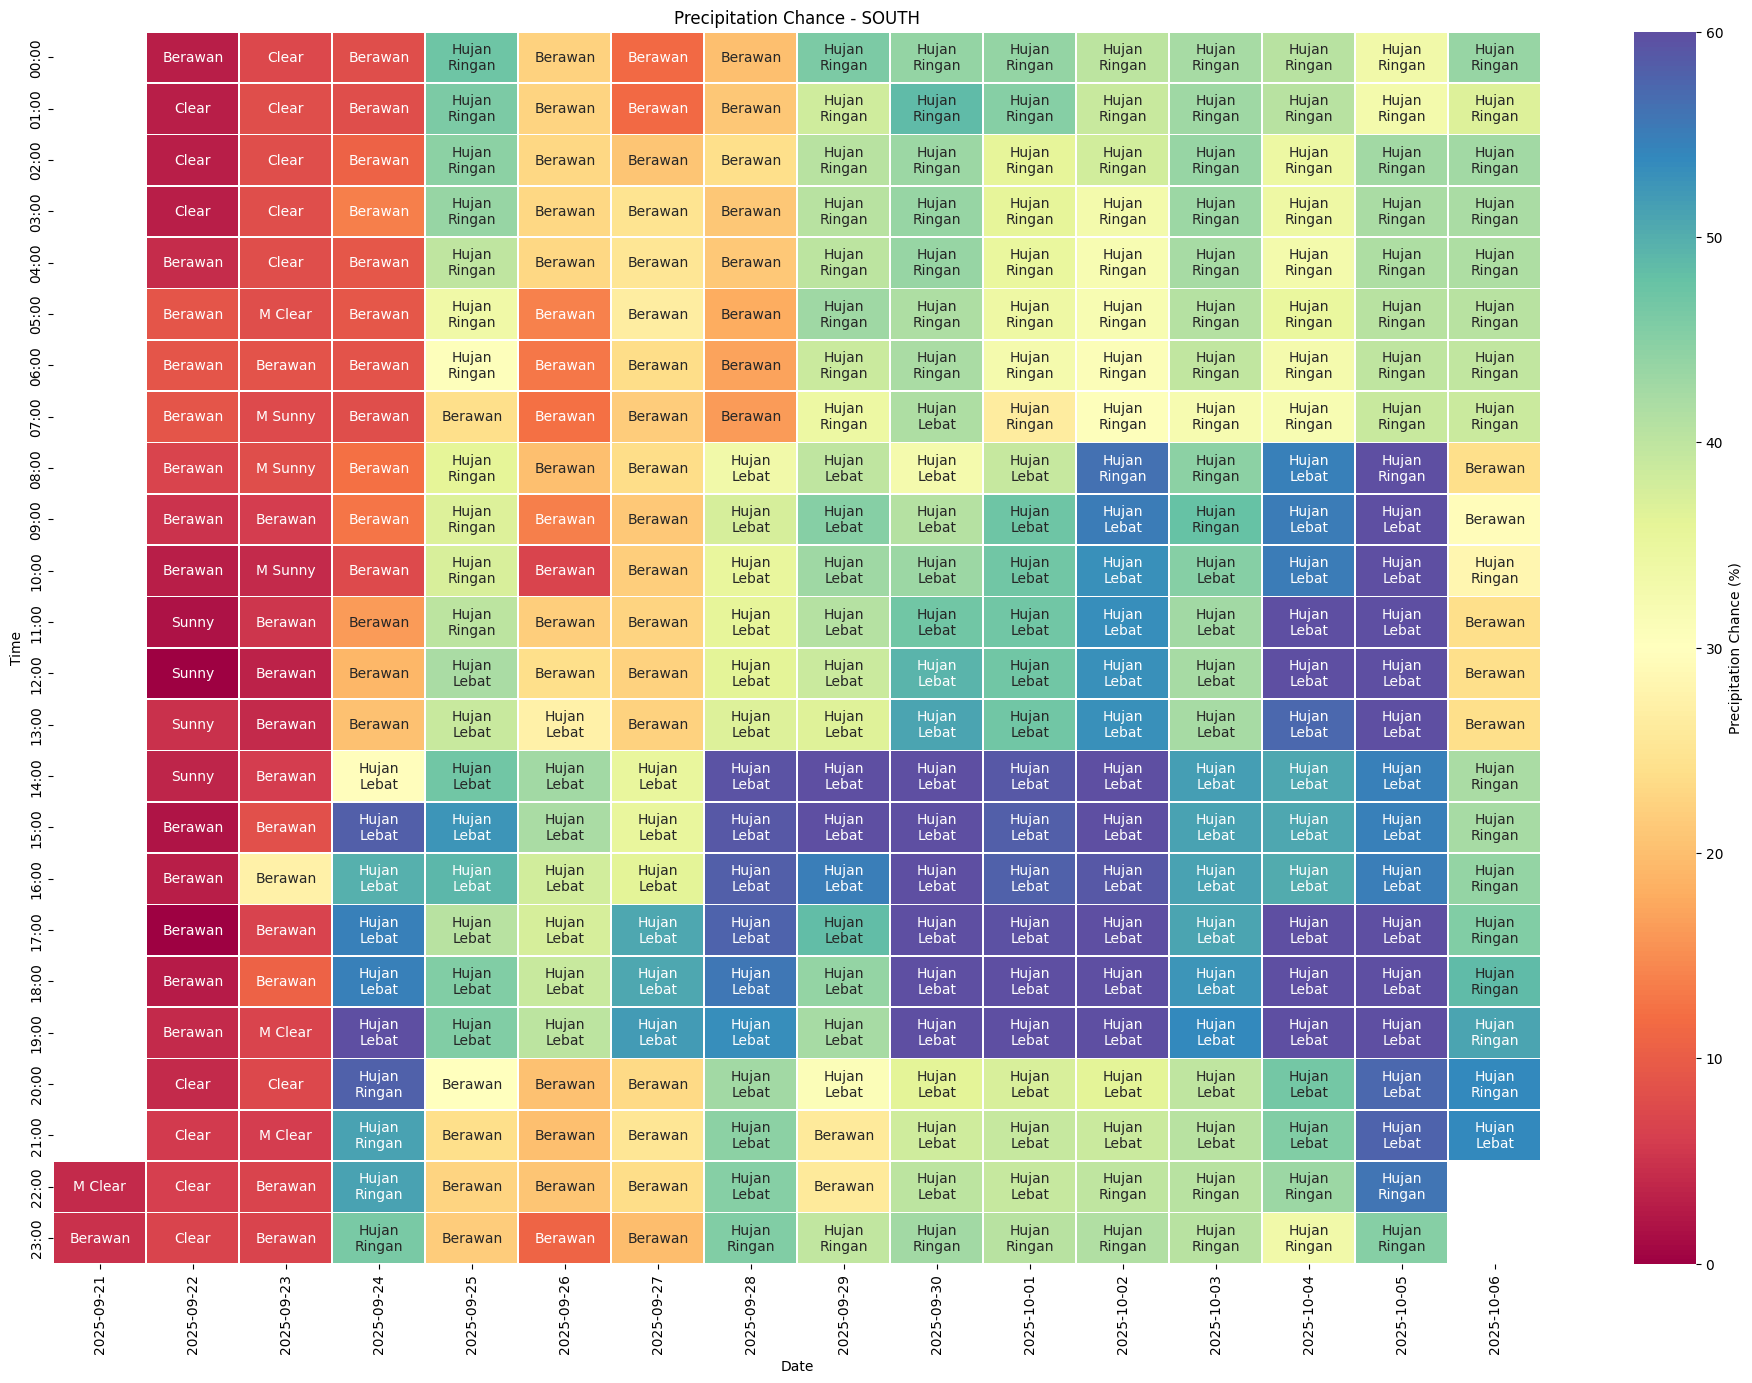 Precipitation Chance - SOUTH
00:00 Berawan Clear Berawan Hujan Ringan Berawan Berawan Berawan Hujan Ringan Hujan Ringan Hujan Ringan Hujan Ringan Hujan Ringan Hujan Ringan Hujan Ringan Hujan Ringan
01:00 Clear Clear Berawan Hujan Ringan Berawan Berawan Berawan Hujan Ringan Hujan Ringan Hujan Ringan Hujan Ringan Hujan Ringan Hujan Ringan Hujan Ringan Hujan Ringan
02:00 Clear Clear Berawan Hujan Ringan Berawan Berawan Berawan Hujan Ringan Hujan Ringan Hujan Ringan Hujan Ringan Hujan Ringan Hujan Ringan Hujan Ringan Hujan Ringan
03:00 Clear Clear Berawan Hujan Ringan Berawan Berawan Berawan Hujan Ringan Hujan Ringan Hujan Ringan Hujan Ringan Hujan Ringan Hujan Ringan Hujan Ringan Hujan Ringan
04:00 Berawan Clear Berawan Hujan Ringan Berawan Berawan Berawan Hujan Ringan Hujan Ringan Hujan Ringan Hujan Ringan Hujan Ringan Hujan Ringan Hujan Ringan Hujan Ringan
05:00 Berawan M Clear Berawan Hujan Ringan Berawan Berawan Berawan Hujan Ringan Hujan Ringan Hujan Ringan Hujan Ringan Hujan Ringan Hujan Ringan Hujan Ringan Hujan Ringan
06:00 Berawan Berawan Berawan Hujan Ringan Berawan Berawan Berawan Hujan Ringan Hujan Ringan Hujan Ringan Hujan Ringan Hujan Ringan Hujan Ringan Hujan Ringan Hujan Ringan
07:00 Berawan M Sunny Berawan Berawan Berawan Berawan Berawan Hujan Ringan Hujan Lebat Hujan Ringan Hujan Ringan Hujan Ringan Hujan Ringan Hujan Ringan Hujan Ringan
08:00 Berawan M Sunny Berawan Hujan Ringan Berawan Berawan Hujan Lebat Hujan Lebat Hujan Lebat Hujan Lebat Hujan Ringan Hujan Ringan Hujan Lebat Hujan Ringan Berawan
09:00 Berawan Berawan Berawan Hujan Ringan Berawan Berawan Hujan Lebat Hujan Lebat Hujan Lebat Hujan Lebat Hujan Lebat Hujan Ringan Hujan Lebat Hujan Lebat Berawan
10:00 Berawan M Sunny Berawan Hujan Ringan Berawan Berawan Hujan Lebat Hujan Lebat Hujan Lebat Hujan Lebat Hujan Lebat Hujan Lebat Hujan Lebat Hujan Lebat Hujan Ringan
11:00 Sunny Berawan Berawan Hujan Ringan Berawan Berawan Hujan Lebat Hujan Lebat Hujan Lebat Hujan Lebat Hujan Lebat Hujan Lebat Hujan Lebat Hujan Lebat Berawan
12:00 Sunny Berawan Berawan Hujan Lebat Berawan Berawan Hujan Lebat Hujan Lebat Hujan Lebat Hujan Lebat Hujan Lebat Hujan Lebat Hujan Lebat Hujan Lebat Berawan
13:00 Sunny Berawan Berawan Hujan Lebat Hujan Lebat Berawan Hujan Lebat Hujan Lebat Hujan Lebat Hujan Lebat Hujan Lebat Hujan Lebat Hujan Lebat Hujan Lebat Berawan
14:00 Sunny Berawan Hujan Lebat Hujan Lebat Hujan Lebat Hujan Lebat Hujan Lebat Hujan Lebat Hujan Lebat Hujan Lebat Hujan Lebat Hujan Lebat Hujan Lebat Hujan Lebat Hujan Ringan
15:00 Berawan Berawan Hujan Lebat Hujan Lebat Hujan Lebat Hujan Lebat Hujan Lebat Hujan Lebat Hujan Lebat Hujan Lebat Hujan Lebat Hujan Lebat Hujan Lebat Hujan Lebat Hujan Ringan
16:00 Berawan Berawan Hujan Lebat Hujan Lebat Hujan Lebat Hujan Lebat Hujan Lebat Hujan Lebat Hujan Lebat Hujan Lebat Hujan Lebat Hujan Lebat Hujan Lebat Hujan Lebat Hujan Ringan
17:00 Berawan Berawan Hujan Lebat Hujan Lebat Hujan Lebat Hujan Lebat Hujan Lebat Hujan Lebat Hujan Lebat Hujan Lebat Hujan Lebat Hujan Lebat Hujan Lebat Hujan Lebat Hujan Ringan
18:00 Berawan Berawan Hujan Lebat Hujan Lebat Hujan Lebat Hujan Lebat Hujan Lebat Hujan Lebat Hujan Lebat Hujan Lebat Hujan Lebat Hujan Lebat Hujan Lebat Hujan Lebat Hujan Ringan
19:00 Berawan M Clear Hujan Lebat Hujan Lebat Hujan Lebat Hujan Lebat Hujan Lebat Hujan Lebat Hujan Lebat Hujan Lebat Hujan Lebat Hujan Lebat Hujan Lebat Hujan Lebat Hujan Ringan
20:00 Clear Clear Hujan Ringan Berawan Berawan Berawan Hujan Lebat Hujan Lebat Hujan Lebat Hujan Lebat Hujan Lebat Hujan Lebat Hujan Lebat Hujan Lebat Hujan Ringan
21:00 Clear M Clear Hujan Ringan Berawan Berawan Berawan Hujan Lebat Berawan Hujan Lebat Hujan Lebat Hujan Lebat Hujan Lebat Hujan Lebat Hujan Lebat Hujan Lebat
22:00 M Clear Clear Berawan Hujan Ringan Berawan Berawan Berawan Hujan Lebat Berawan Hujan Lebat Hujan Lebat Hujan Ringan Hujan Ringan Hujan Ringan Hujan Ringan
23:00 Berawan Clear Berawan Hujan Ringan Berawan Berawan Berawan Hujan Ringan Hujan Ringan Hujan Ringan Hujan Ringan Hujan Ringan Hujan Ringan Hujan Ringan Hujan Ringan
Time
2025-09-21 2025-09-22 2025-09-23 2025-09-24 2025-09-25 2025-09-26 2025-09-27 2025-09-28 2025-09-29 2025-09-30 2025-10-01 2025-10-02 2025-10-03 2025-10-04 2025-10-05 2025-10-06
Date
60
50
40
30
20
10
0
Precipitation Chance (%)